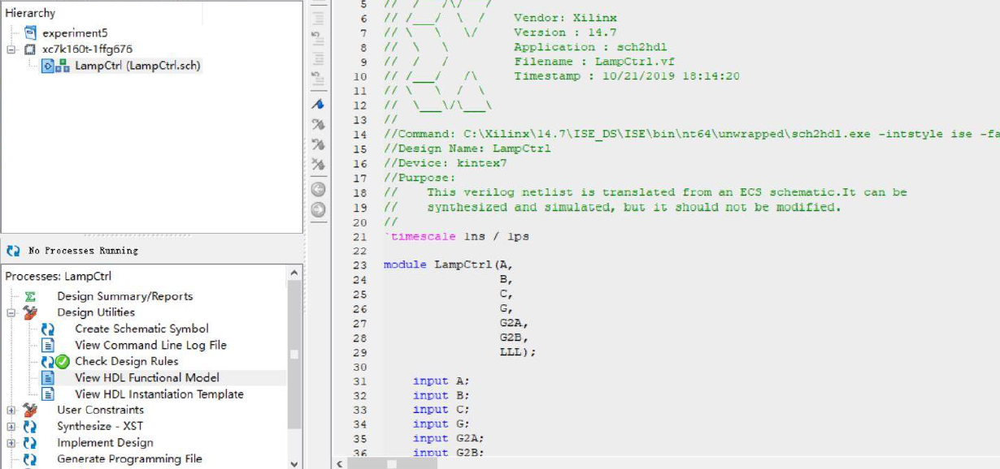 Hierarchy
experiment5
xc7k160t-1ffg676
LampCtrl (LampCtrl.sch)
No Processes Running
Processes: LampCtrl
Design Summary/Reports
Design Utilities
Create Schematic Symbol
View Command Line Log File
Check Design Rules
View HDL Functional Model
View HDL Instantiation Template
User Constraints
Synthesize - XST
Implement Design
Generate Programming File
5 // /   /\/   /
6 // /___/  \  /    Vendor: Xilinx
7 // \   \   \/     Version : 14.7
8 //  \   \         Application : sch2hdl
9 //  /   /         Filename : LampCtrl.vf
10 // /___/   /\     Timestamp : 10/21/2019 18:14:20
11 // \   \  /  \
12 //  \___\/\___\
13 //
14 //Command: C:\Xilinx\14.7\ISE_DS\ISE\bin\nt64\unwrapped\sch2hdl.exe -intstyle ise -fa
15 //Design Name: LampCtrl
16 //Device: kintex7
17 //Purpose:
18 //    This verilog netlist is translated from an ECS schematic.It can be
19 //    synthesized and simulated, but it should not be modified.
20 //
21 `timescale 1ns / 1ps
22
23 module LampCtrl(A,
24 B,
25 C,
26 G,
27 G2A,
28 G2B,
29 LLL);
30
31 input A;
32 input B;
33 input C;
34 input G;
35 input G2A;
36 input G2B;